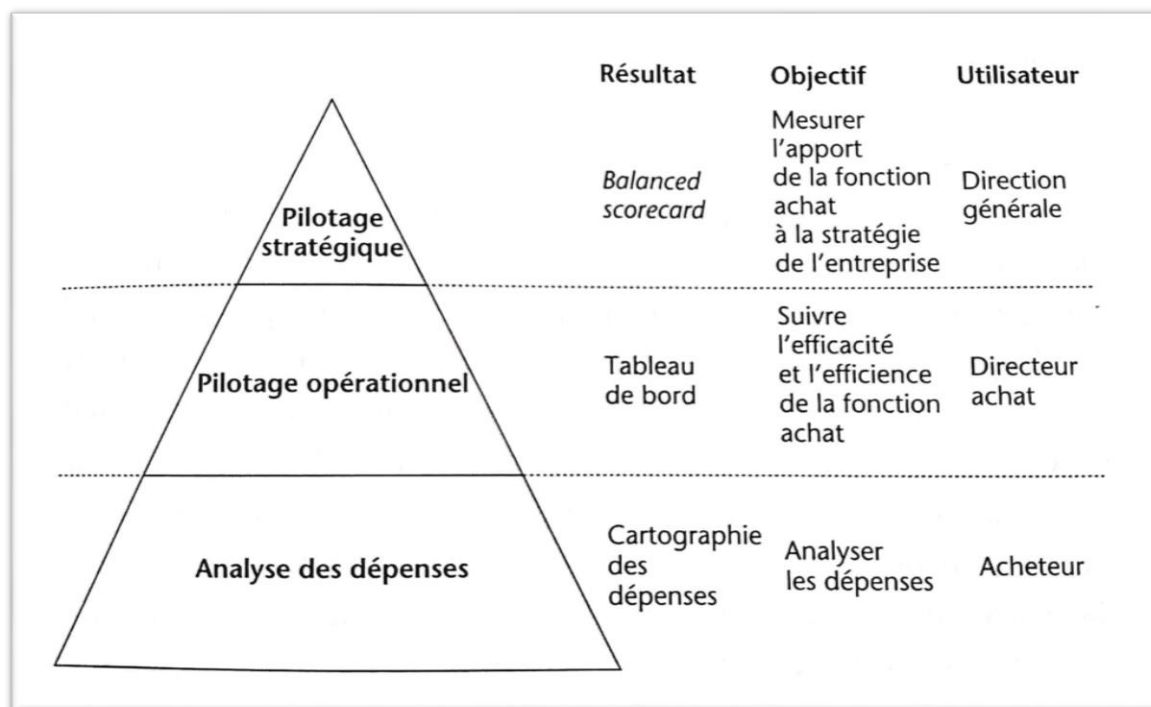 Résultat Objectif Utilisateur
Pilotage
stratégique
Balanced
scorecard
Mesurer
l'apport
de la fonction
achat
à la stratégie
de l'entreprise
Direction
générale
Pilotage opérationnel
Tableau
de bord
Suivre
l'efficacité
et l'efficience
de la fonction
achat
Directeur
achat
Analyse des dépenses
Cartographie
des
dépenses
Analyser
les dépenses
Acheteur